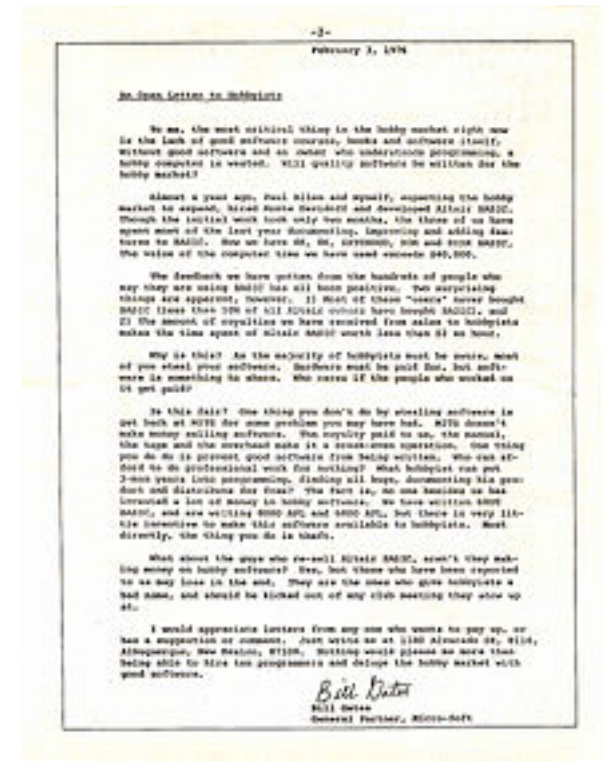 -2-
February 3, 1976
An Open Letter to Hobbyists
To me, the most critical thing in the hobby market right now
is the lack of good software courses, books and software itself.
Without good software and an owner who understands programming, a
hobby computer is wasted. Will quality software be written for the
hobby market?
Almost a year ago, Paul Allen and myself, expecting the hobby
market to expand, hired Monte Davidoff and developed Altair BASIC.
Though the initial work took only two months, the three of us have
spent most of the last year documenting, improving and adding fea-
tures to BASIC. Now we have 4K, 8K, EXTENDED, ROM and DISK BASIC.
The value of the computer time we have used exceeds $40,000.
The feedback we have gotten from the hundreds of people who
say they are using BASIC has all been positive. Two surprising
things are apparent, however. 1) Most of these "users" never bought
BASIC (less than 10% of all Altair owners have bought BASIC), and
2) The amount of royalties we have received from sales to hobbyists
makes the time spent of Altair BASIC worth less than $2 an hour.
Why is this? As the majority of hobbyists must be aware, most
of you steal your software. Hardware must be paid for, but soft-
ware is something to share. Who cares if the people who worked on
it get paid?
Is this fair? One thing you don't do by stealing software is
get back at MITS for some problem you may have had. MITS doesn't
make money selling software. The royalty paid to us, the manual,
the tape and the overhead make it a break-even operation. One thing
you do do is prevent good software from being written. Who can af-
ford to do professional work for nothing? What hobbyist can put
3-man years into programming, finding all bugs, documenting his pro-
duct and distribute for free? The fact is, no one besides us has
invested a lot of money in hobby software. We have written 6800
BASIC, and are writing 8080 APL and 6800 APL, but there is very lit-
tle incentive to make this software available to hobbyists. Most
directly, the thing you do is theft.
What about the guys who re-sell Altair BASIC, aren't they mak-
ing money on hobby software? Yes, but those who have been reported
to us may lose in the end. They are the ones who give hobbyists a
bad name, and should be kicked out of any club meeting they show up
at.
I would appreciate letters from any one who wants to pay up, or
has a suggestion or comment. Just write me at 1180 Alvarado SE, #114,
Albuquerque, New Mexico, 87108. Nothing would please me more than
being able to hire ten programmers and deluge the hobby market with
good software.
Bill Gates
Bill Gates
General Partner, Micro-Soft